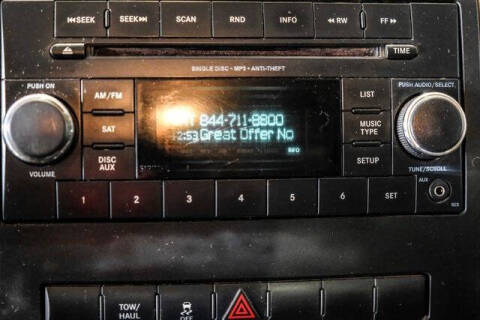 |◀◀SEEK SEEK▶▶| SCAN RND INFO ◀◀ RW FF ▶▶
SINGLE DISC • MP3 • ANTI-THEFT TIME
PUSH ON
VOLUME
AM/FM
SAT
DISC
AUX
844-711-8800
2:53 Great Offer No
INFO
LIST
MUSIC
TYPE
SETUP
PUSH AUDIO/SELECT
TUNE/SCROLL
AUX
1 2 3 4 5 6 SET
TOW/
HAUL
OFF